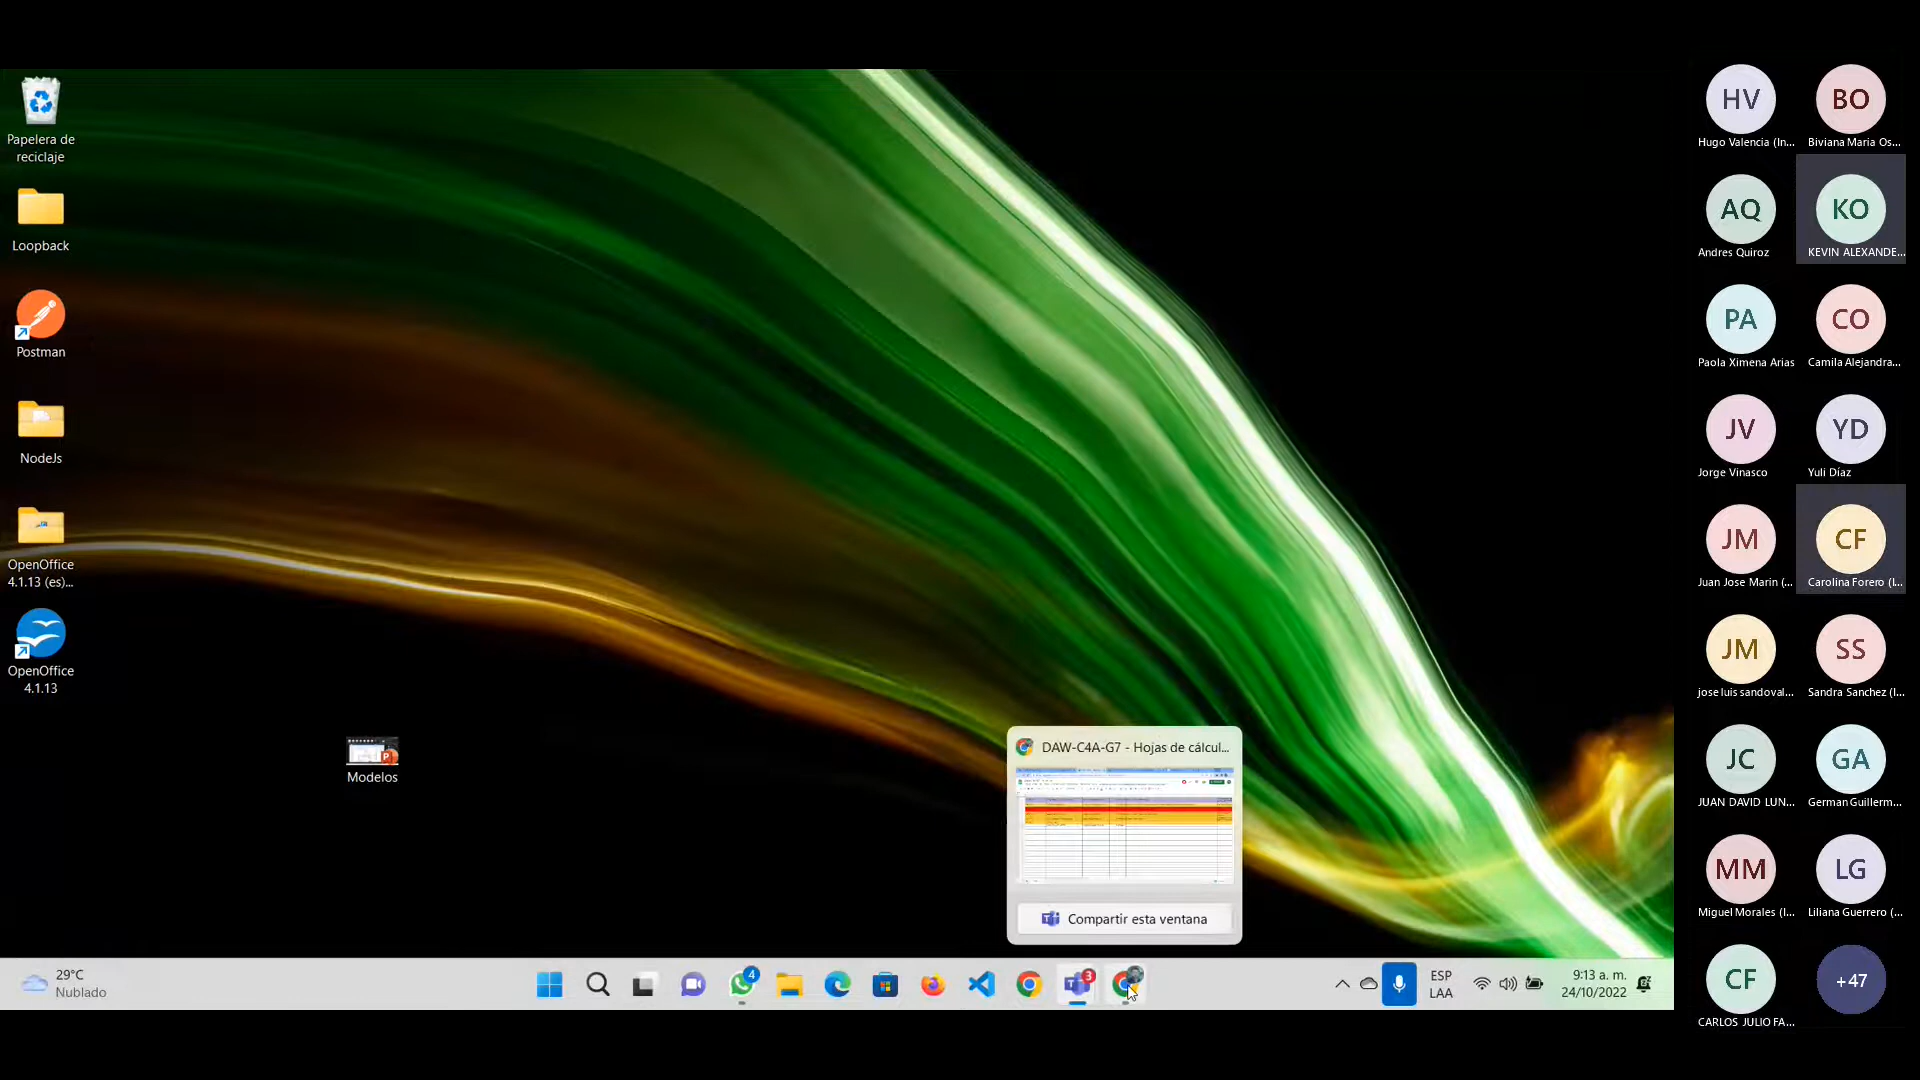 Papelera de
reciclaje
Loopback
Postman
NodeJs
OpenOffice
4.1.13 (es)...
OpenOffice
4.1.13
Modelos
DAW-C4A-G7 - Hojas de cálcul...
Compartir esta ventana
29°C
Nublado
4
3
ESP
LAA
9:13 a. m.
24/10/2022
HV
Hugo Valencia (In...
BO
Biviana Maria Os...
AQ
Andres Quiroz
KO
KEVIN ALEXANDE...
PA
Paola Ximena Arias
CO
Camila Alejandra...
JV
Jorge Vinasco
YD
Yuli Díaz
JM
Juan Jose Marin (...
CF
Carolina Forero (I...
JM
jose luis sandoval...
SS
Sandra Sanchez (I...
JC
JUAN DAVID LUN...
GA
German Guillerm...
MM
Miguel Morales (I...
LG
Liliana Guerrero (...
CF
CARLOS JULIO FA...
+47